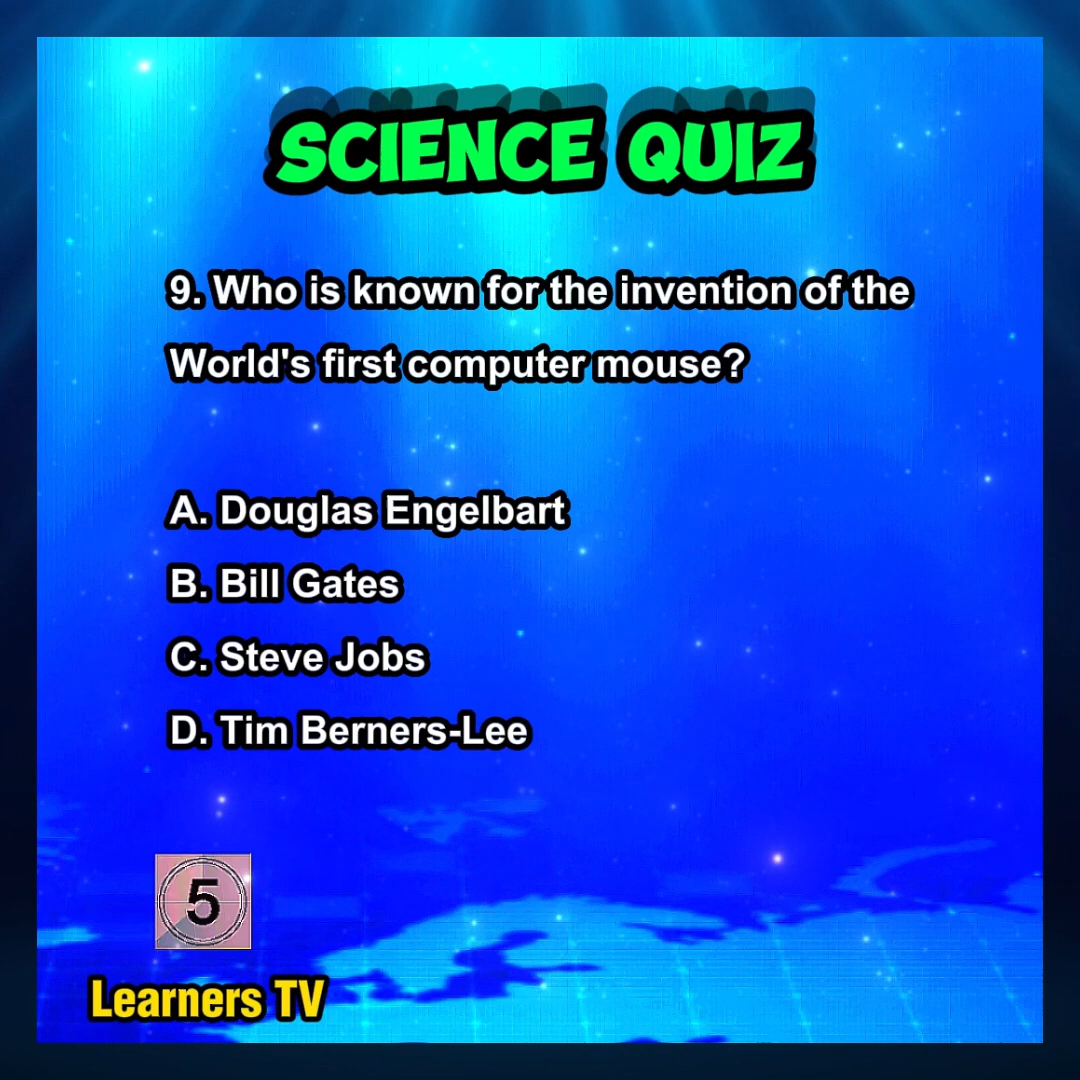 SCIENCE QUIZ
9. Who is known for the invention of the
World's first computer mouse?
A. Douglas Engelbart
B. Bill Gates
C. Steve Jobs
D. Tim Berners-Lee
5
Learners TV